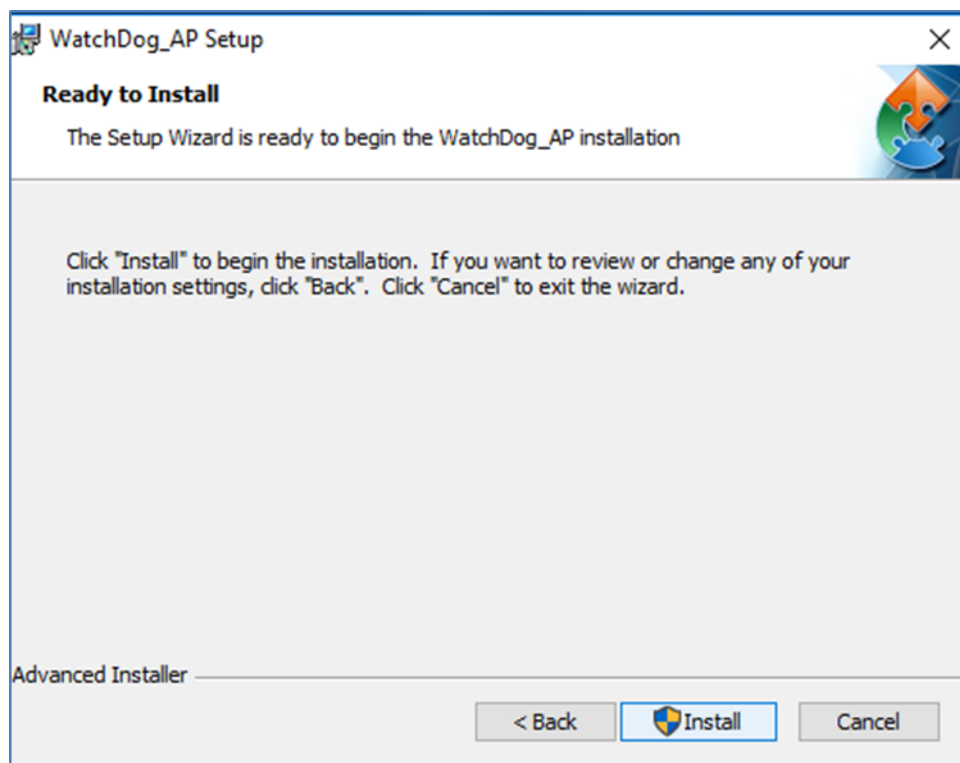 WatchDog_AP Setup
Ready to Install
The Setup Wizard is ready to begin the WatchDog_AP installation
Click "Install" to begin the installation.  If you want to review or change any of your
installation settings, click "Back".  Click "Cancel" to exit the wizard.
Advanced Installer
< Back
Install
Cancel